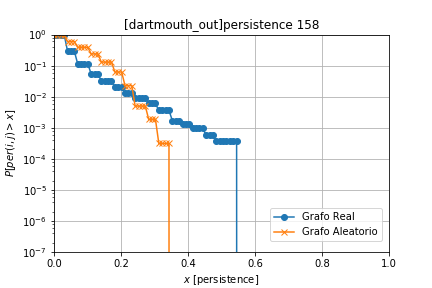 [dartmouth_out]persistence 158
P[per(i,j) > x]
10^0
10^-1
10^-2
10^-3
10^-4
10^-5
10^-6
10^-7
Grafo Real
Grafo Aleatorio
0.0 0.2 0.4 0.6 0.8 1.0
x [persistence]